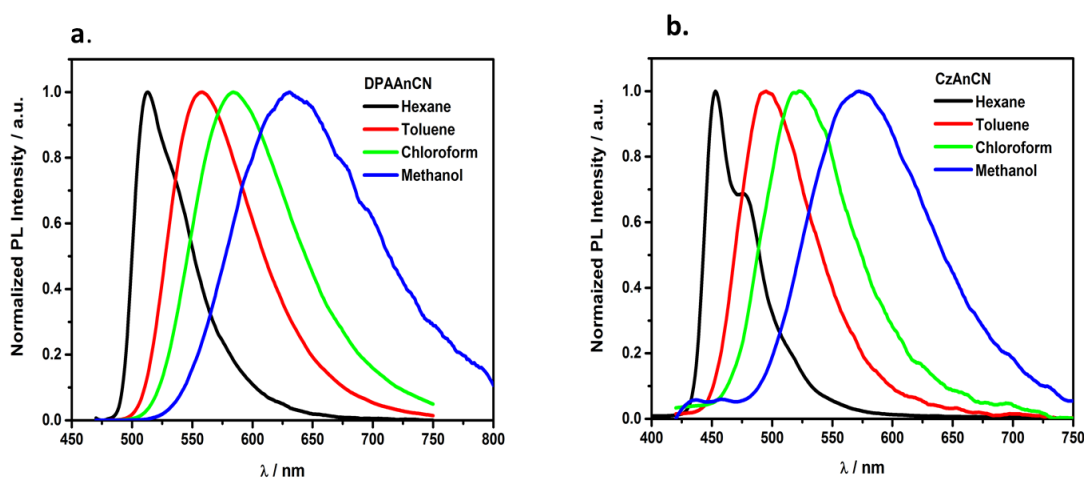 a.
DPAAnCN
Hexane
Toluene
Chloroform
Methanol
Normalized PL Intensity / a.u.
1.0
0.8
0.6
0.4
0.2
0.0
450 500 550 600 650 700 750 800
λ / nm
b.
CzAnCN
Hexane
Toluene
Chloroform
Methanol
Normaized PL Intensity / a.u.
1.0
0.8
0.6
0.4
0.2
0.0
400 450 500 550 600 650 700 750
λ / nm